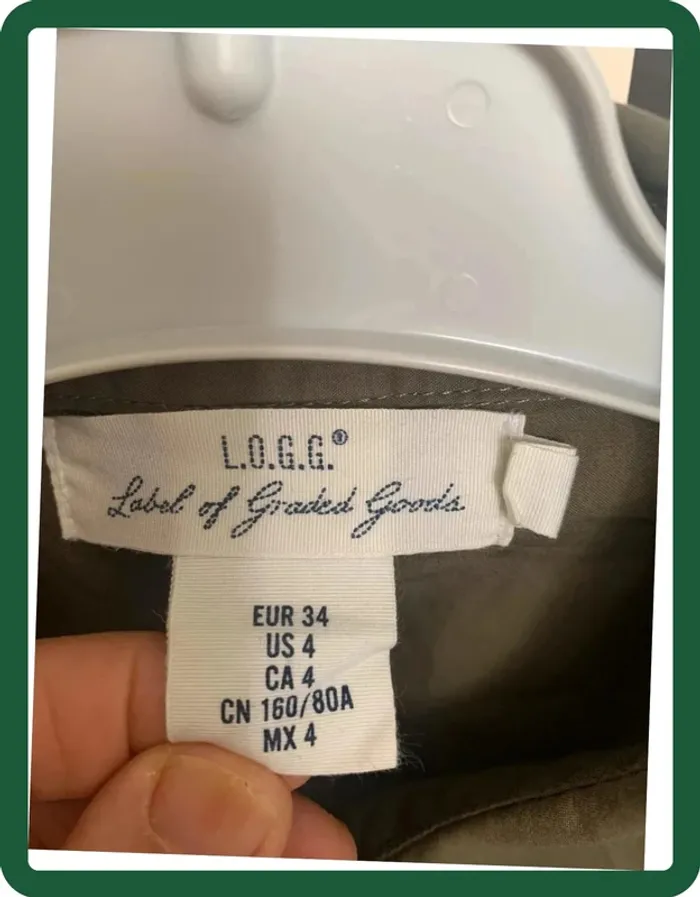 L.O.G.G.®
Label of Graded Goods
EUR 34
US 4
CA 4
CN 160/80A
MX 4